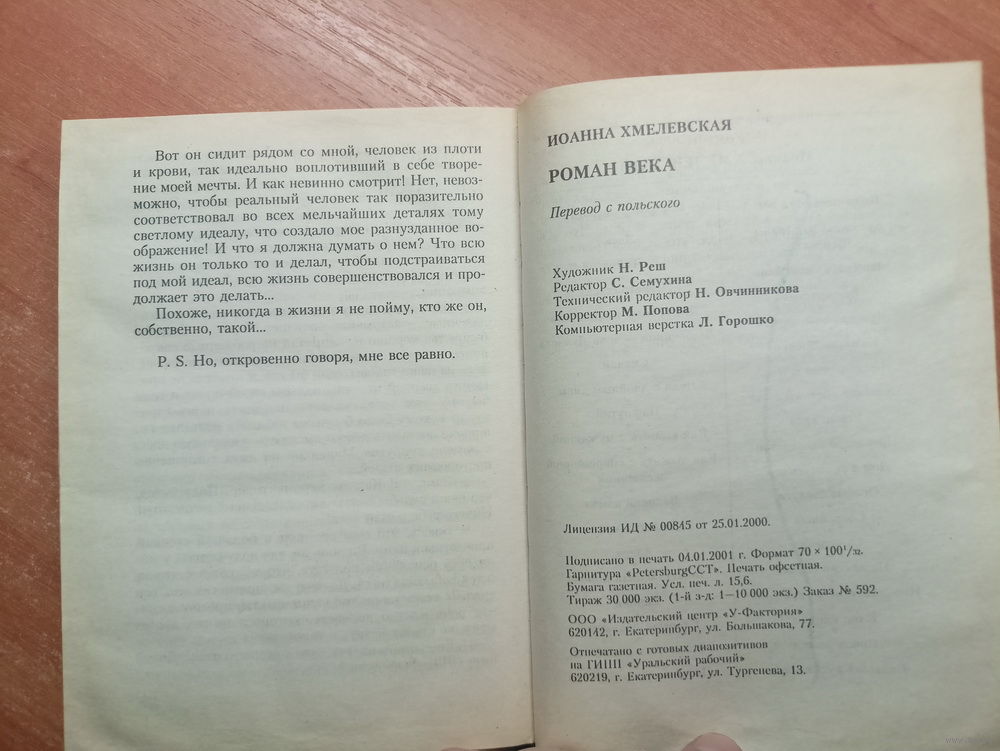 Вот он сидит рядом со мной, человек из плоти
и крови, так идеально воплотивший в себе творе-
ние моей мечты. И как невинно смотрит! Нет, невоз-
можно, чтобы реальный человек так поразительно
соответствовал во всех мельчайших деталях тому
светлому идеалу, что создало мое разнузданное во-
ображение! И что я должна думать о нем? Что всю
жизнь он только то и делал, чтобы подстраиваться
под мой идеал, всю жизнь совершенствовался и про-
должает это делать...
Похоже, никогда в жизни я не пойму, кто же он,
собственно, такой...
P. S. Но, откровенно говоря, мне все равно.
ИОАННА ХМЕЛЕВСКАЯ
РОМАН ВЕКА
Перевод с польского
Художник Н. Реш
Редактор С. Семухина
Технический редактор Н. Овчинникова
Корректор М. Попова
Компьютерная верстка Л. Горошко
Лицензия ИД № 00845 от 25.01.2000.
Подписано в печать 04.01.2001 г. Формат 70 × 100¹/₃₂.
Гарнитура «PetersburgCCT». Печать офсетная.
Бумага газетная. Усл. печ. л. 15,6.
Тираж 30 000 экз. (1-й з-д: 1—10 000 экз.) Заказ № 592.
ООО «Издательский центр «У-Фактория»
620142, г. Екатеринбург, ул. Большакова, 77.
Отпечатано с готовых диапозитивов
на ГИПП «Уральский рабочий»
620219, г. Екатеринбург, ул. Тургенева, 13.